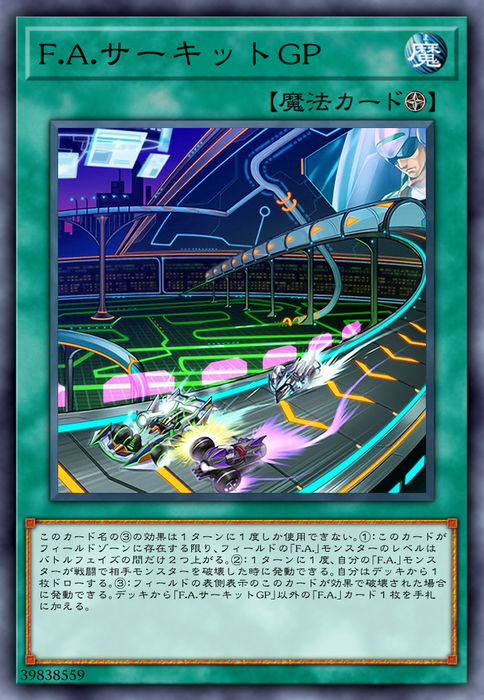 F.A.サーキットGP
魔
【魔法カード】
このカード名の③の効果は１ターンに１度しか使用できない。①：このカードが
フィールドゾーンに存在する限り、フィールドの「F.A.」モンスターのレベルは
バトルフェイズの間だけ２つ上がる。②：１ターンに１度、自分の「F.A.」モンス
ターが戦闘で相手モンスターを破壊した時に発動できる。自分はデッキから１
枚ドローする。③：フィールドの表側表示のこのカードが効果で破壊された場合
に発動できる。デッキから「F.A.サーキットGP」以外の「F.A.」カード１枚を手札
に加える。
39838559